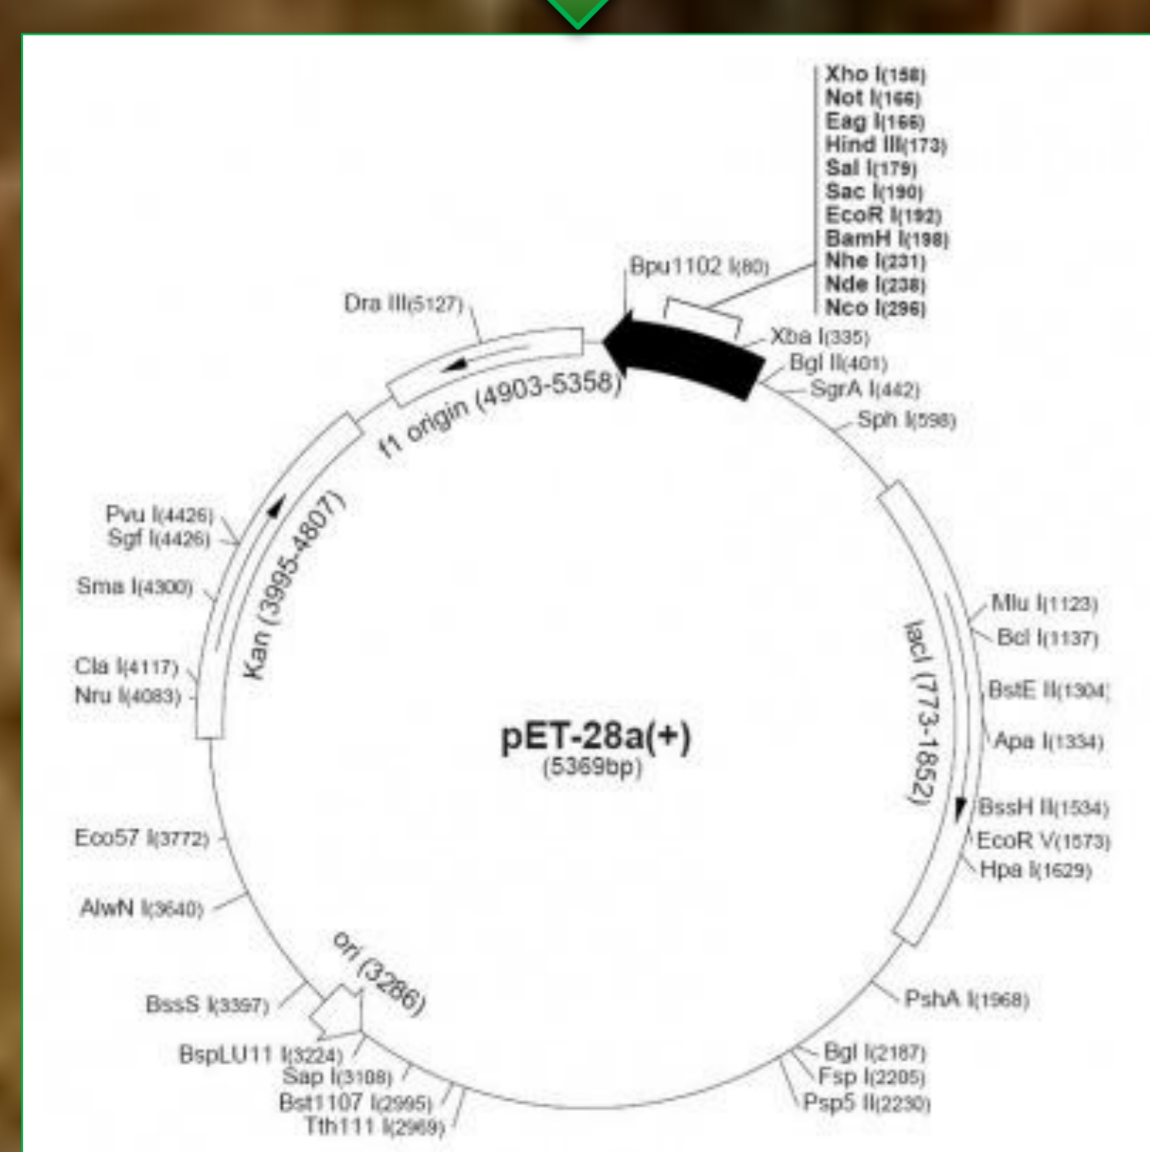 Xho I(158)
Not I(166)
Eag I(166)
Hind III(173)
Sal I(179)
Sac I(190)
EcoR I(192)
BamH I(198)
Nhe I(231)
Nde I(238)
Nco I(296)
Bpu1102 I(80)
Dra III(5127)
Xba I(335)
Bgl II(401)
SgrA I(442)
Sph I(598)
f1 origin (4903-5358)
Pvu I(4426)
Sgf I(4426)
Sma I(4300)
Kan (3995-4807)
Cla I(4117)
Nru I(4083)
Mlu I(1123)
Bcl I(1137)
BstE II(1304)
Apa I(1334)
lacI (773-1852)
pET-28a(+)
(5369bp)
BssH II(1534)
EcoR V(1573)
Hpa I(1629)
Eco57 I(3772)
AlwN I(3640)
ori (3286)
BssS I(3397)
PshA I(1968)
BspLU11 I(3224)
Sap I(3108)
Bst1107 I(2995)
Tth111 I(2969)
Bgl I(2187)
Fsp I(2205)
Psp5 II(2230)